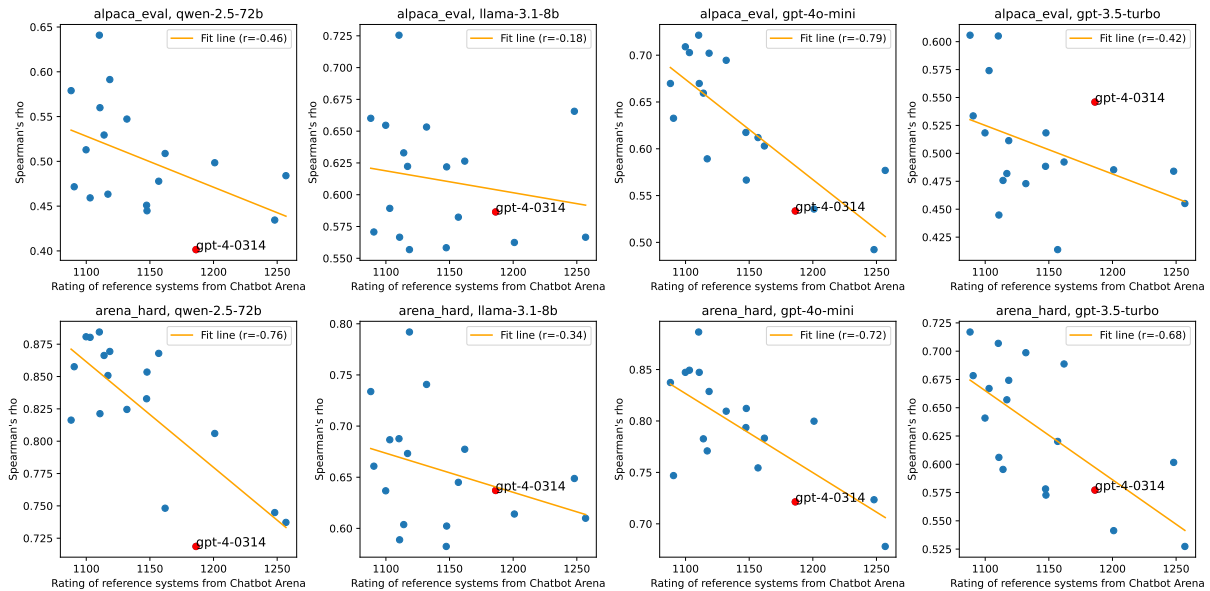 alpaca_eval, qwen-2.5-72b
Fit line (r=-0.46)
Spearman's rho
0.65
0.60
0.55
0.50
0.45
0.40
gpt-4-0314
1100 1150 1200 1250
Rating of reference systems from Chatbot Arena
alpaca_eval, llama-3.1-8b
Fit line (r=-0.18)
Spearman's rho
0.725
0.700
0.675
0.650
0.625
0.600
0.575
0.550
gpt-4-0314
1100 1150 1200 1250
Rating of reference systems from Chatbot Arena
alpaca_eval, gpt-4o-mini
Fit line (r=-0.79)
Spearman's rho
0.70
0.65
0.60
0.55
0.50
gpt-4-0314
1100 1150 1200 1250
Rating of reference systems from Chatbot Arena
alpaca_eval, gpt-3.5-turbo
Fit line (r=-0.42)
Spearman's rho
0.600
0.575
0.550
0.525
0.500
0.475
0.450
0.425
gpt-4-0314
1100 1150 1200 1250
Rating of reference systems from Chatbot Arena
arena_hard, qwen-2.5-72b
Fit line (r=-0.76)
Spearman's rho
0.875
0.850
0.825
0.800
0.775
0.750
0.725
gpt-4-0314
1100 1150 1200 1250
Rating of reference systems from Chatbot Arena
arena_hard, llama-3.1-8b
Fit line (r=-0.34)
Spearman's rho
0.80
0.75
0.70
0.65
0.60
gpt-4-0314
1100 1150 1200 1250
Rating of reference systems from Chatbot Arena
arena_hard, gpt-4o-mini
Fit line (r=-0.72)
Spearman's rho
0.85
0.80
0.75
0.70
gpt-4-0314
1100 1150 1200 1250
Rating of reference systems from Chatbot Arena
arena_hard, gpt-3.5-turbo
Fit line (r=-0.68)
Spearman's rho
0.725
0.700
0.675
0.650
0.625
0.600
0.575
0.550
0.525
gpt-4-0314
1100 1150 1200 1250
Rating of reference systems from Chatbot Arena